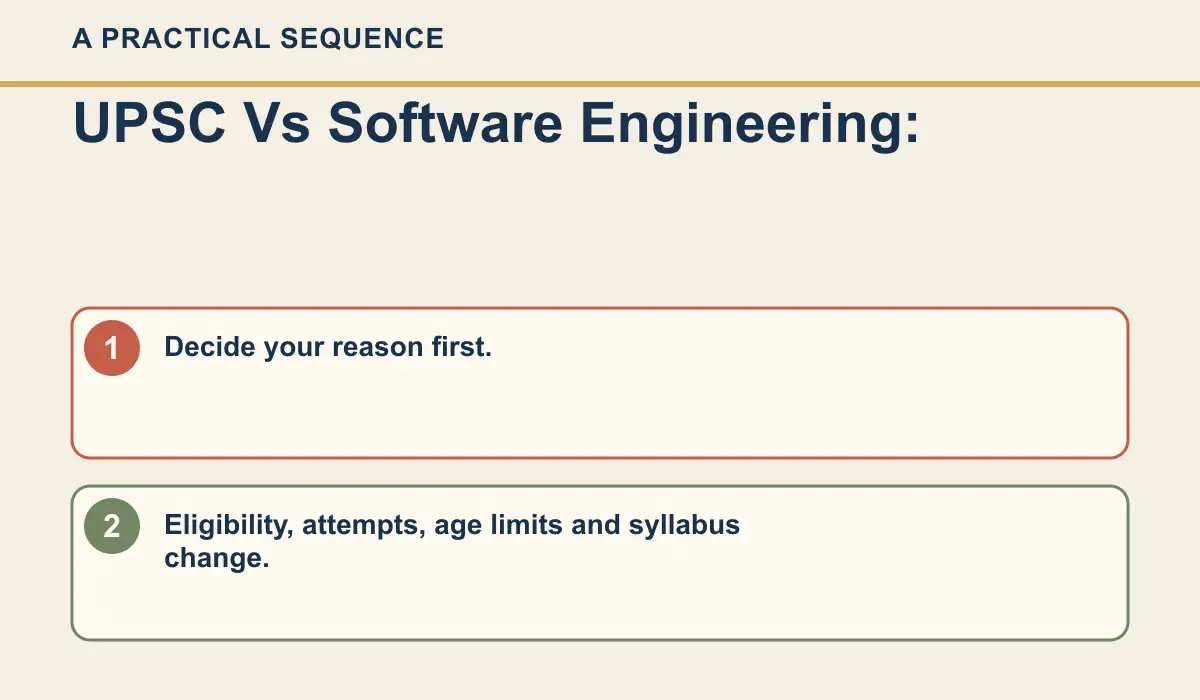 A PRACTICAL SEQUENCE
UPSC Vs Software Engineering:
1
Decide your reason first.
2
Eligibility, attempts, age limits and syllabus
change.